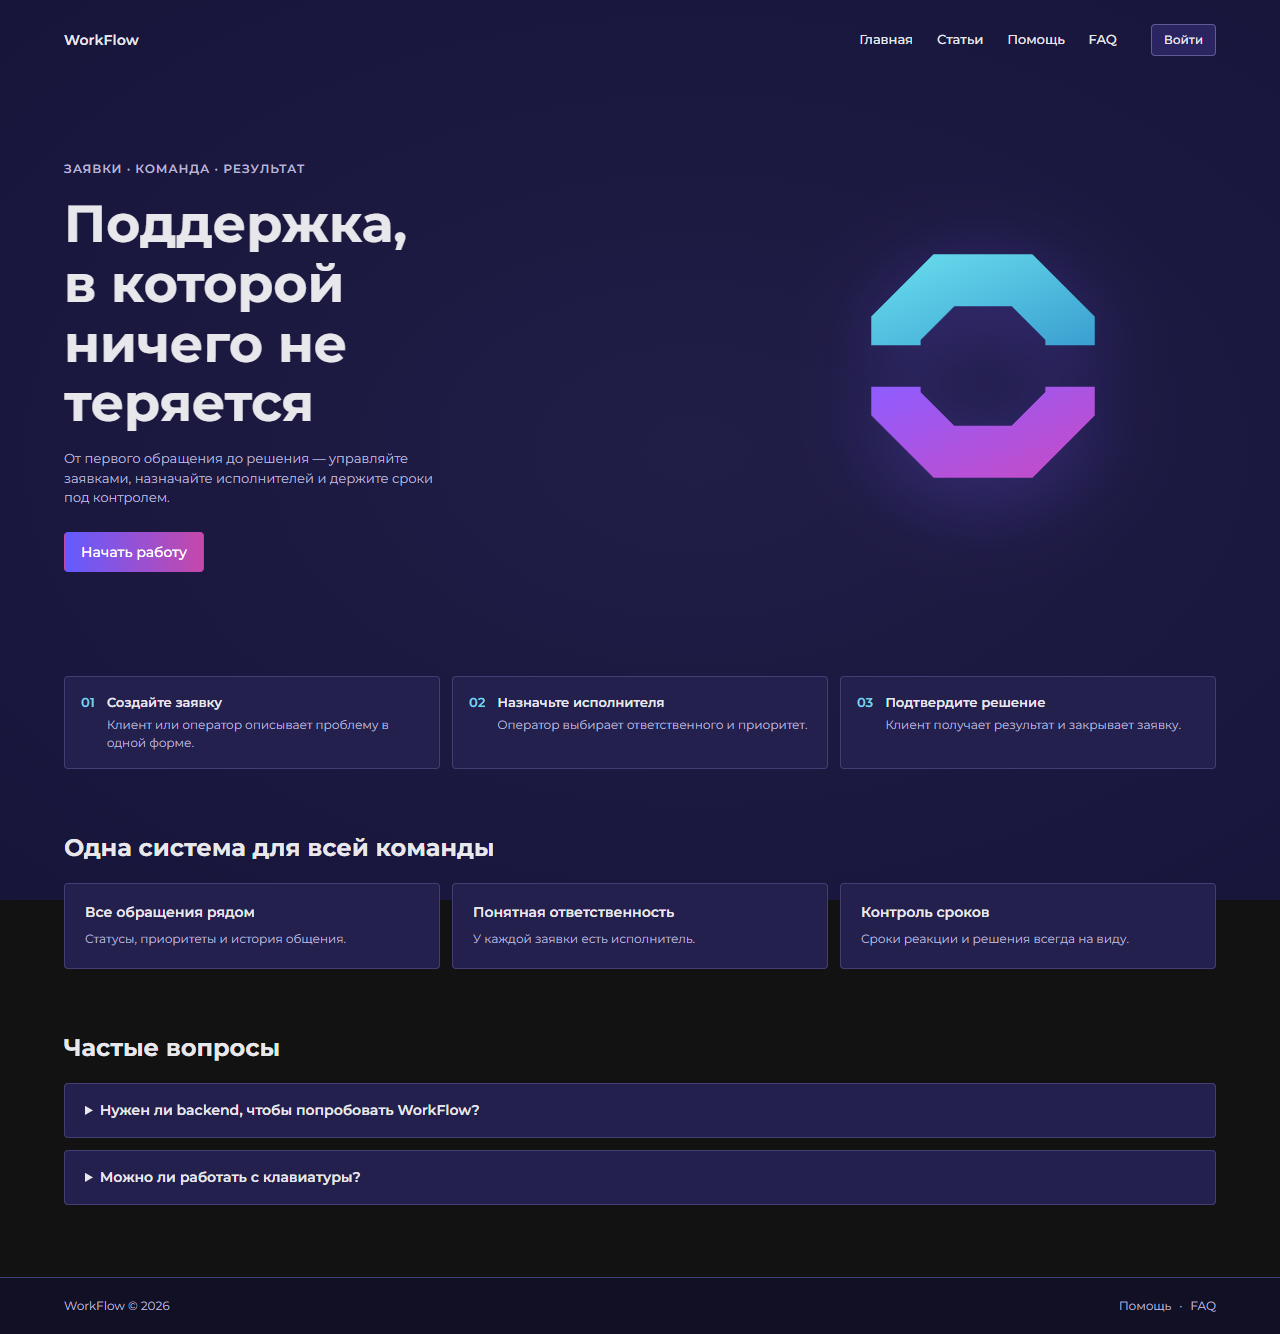 WorkFlow
Главная Статьи Помощь FAQ Войти
ЗАЯВКИ · КОМАНДА · РЕЗУЛЬТАТ
Поддержка,
в которой
ничего не
теряется
От первого обращения до решения — управляйте
заявками, назначайте исполнителей и держите сроки
под контролем.
Начать работу
01 Создайте заявку
Клиент или оператор описывает проблему в
одной форме.
02 Назначьте исполнителя
Оператор выбирает ответственного и приоритет.
03 Подтвердите решение
Клиент получает результат и закрывает заявку.
Одна система для всей команды
Все обращения рядом
Статусы, приоритеты и история общения.
Понятная ответственность
У каждой заявки есть исполнитель.
Контроль сроков
Сроки реакции и решения всегда на виду.
Частые вопросы
Нужен ли backend, чтобы попробовать WorkFlow?
Можно ли работать с клавиатуры?
WorkFlow © 2026
Помощь · FAQ